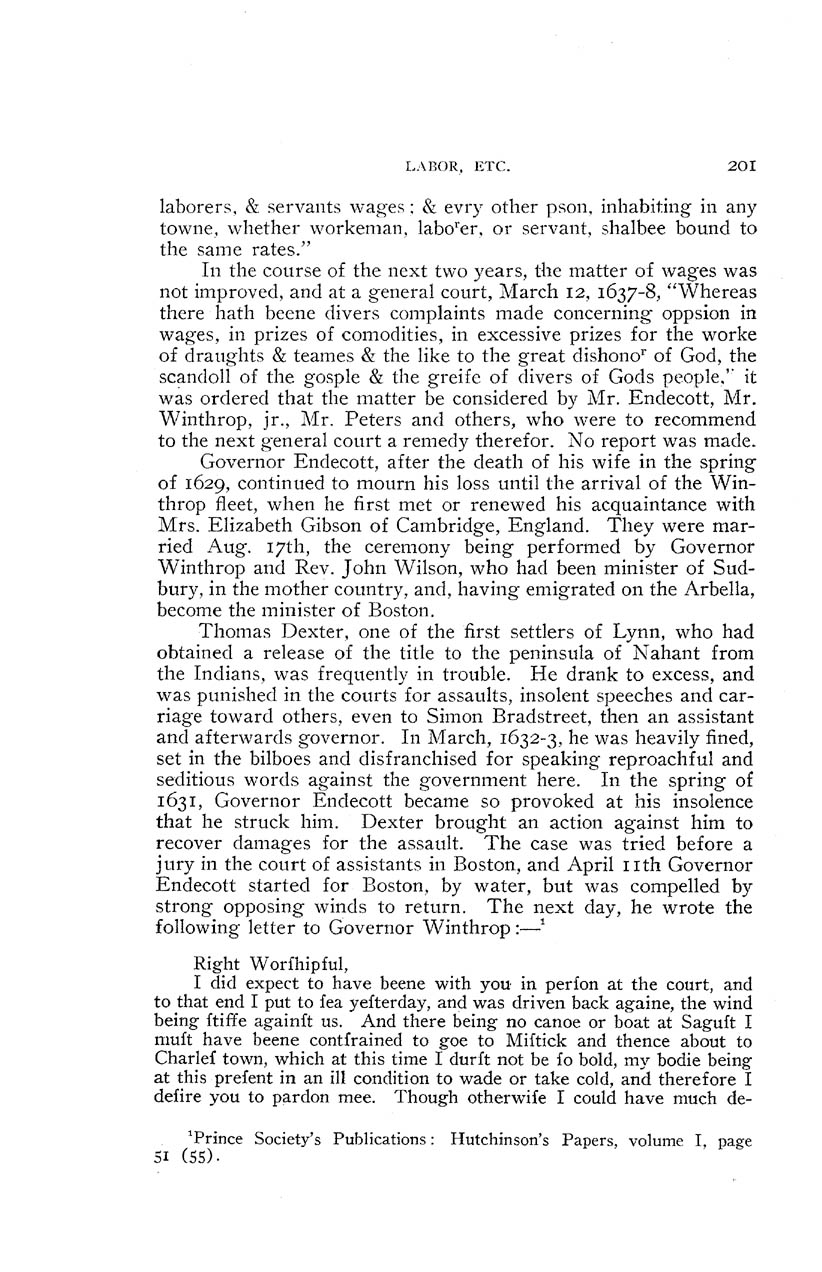 LABOR, ETC. 201
laborers, & servants wages; & evry other pson, inhabiting in any
towne, whether workeman, laboʳer, or servant, shalbee bound to
the same rates.”
In the course of the next two years, the matter of wages was
not improved, and at a general court, March 12, 1637-8, “Whereas
there hath beene divers complaints made concerning oppsion in
wages, in prizes of comodities, in excessive prizes for the worke
of draughts & teames & the like to the great dishonoʳ of God, the
scandoll of the gosple & the greife of divers of Gods people,” it
was ordered that the matter be considered by Mr. Endecott, Mr.
Winthrop, jr., Mr. Peters and others, who were to recommend
to the next general court a remedy therefor. No report was made.
Governor Endecott, after the death of his wife in the spring
of 1629, continued to mourn his loss until the arrival of the Win-
throp fleet, when he first met or renewed his acquaintance with
Mrs. Elizabeth Gibson of Cambridge, England. They were mar-
ried Aug. 17th, the ceremony being performed by Governor
Winthrop and Rev. John Wilson, who had been minister of Sud-
bury, in the mother country, and, having emigrated on the Arbella,
become the minister of Boston.
Thomas Dexter, one of the first settlers of Lynn, who had
obtained a release of the title to the peninsula of Nahant from
the Indians, was frequently in trouble. He drank to excess, and
was punished in the courts for assaults, insolent speeches and car-
riage toward others, even to Simon Bradstreet, then an assistant
and afterwards governor. In March, 1632-3, he was heavily fined,
set in the bilboes and disfranchised for speaking reproachful and
seditious words against the government here. In the spring of
1631, Governor Endecott became so provoked at his insolence
that he struck him. Dexter brought an action against him to
recover damages for the assault. The case was tried before a
jury in the court of assistants in Boston, and April 11th Governor
Endecott started for Boston, by water, but was compelled by
strong opposing winds to return. The next day, he wrote the
following letter to Governor Winthrop:—¹
Right Worſhipful,
I did expect to have beene with you in perſon at the court, and
to that end I put to ſea yeſterday, and was driven back againe, the wind
being ſtiffe againſt us. And there being no canoe or boat at Saguſt I
muſt have beene contſrained to goe to Miſtick and thence about to
Charleſ town, which at this time I durſt not be ſo bold, my bodie being
at this preſent in an ill condition to wade or take cold, and therefore I
deſire you to pardon mee. Though otherwiſe I could have much de-
¹Prince Society's Publications: Hutchinson's Papers, volume I, page
51 (55).